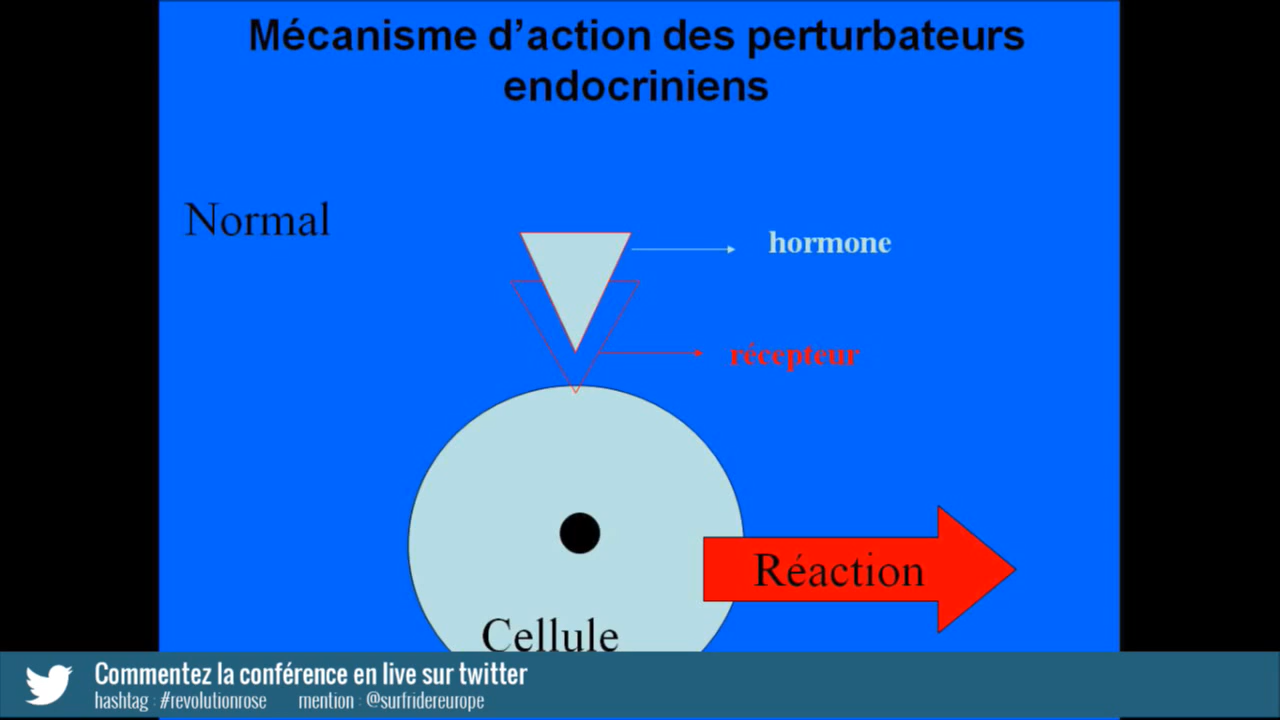 Mécanisme d’action des perturbateurs
endocriniens
Normal
hormone
récepteur
Réaction
Cellule
Commentez la conférence en live sur twitter
hashtag : #revolutionrose mention : @surfridereurope